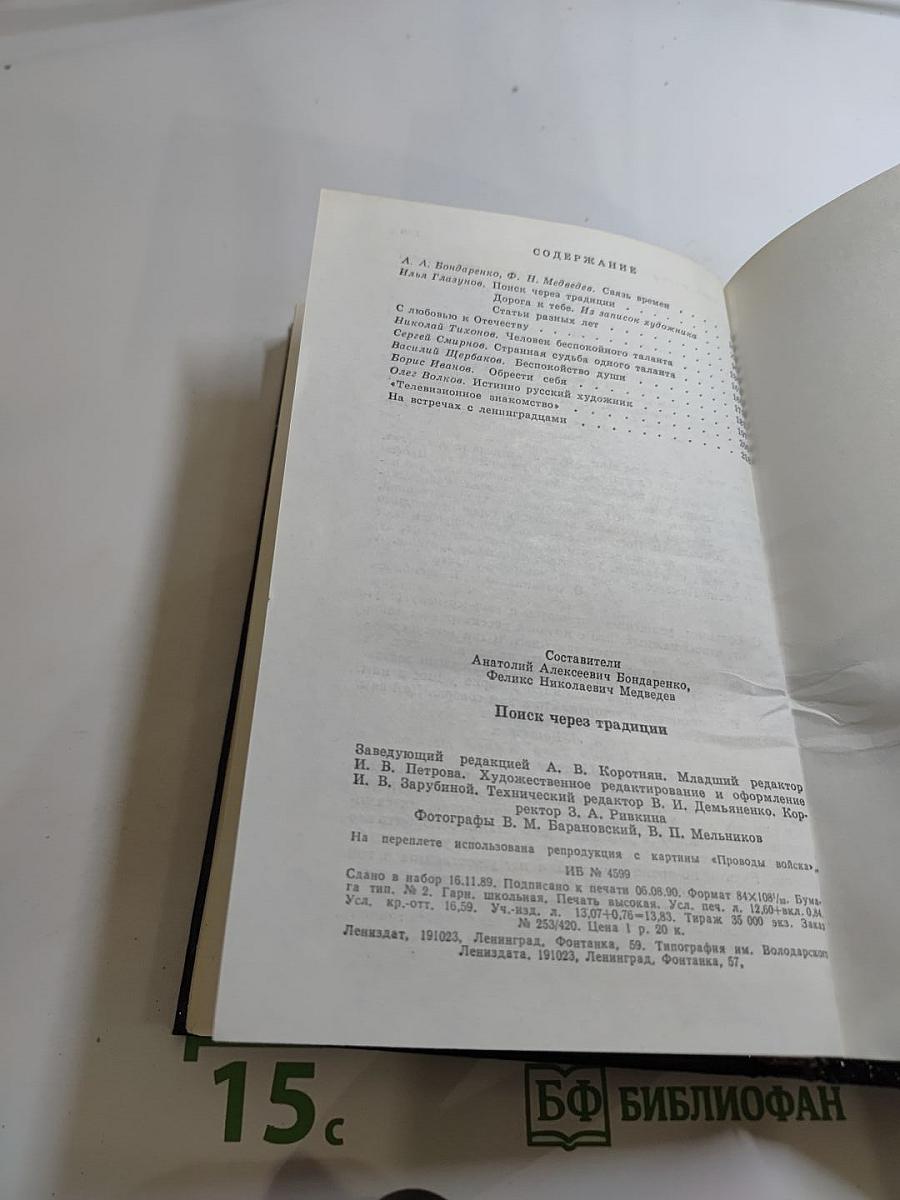 СОДЕРЖАНИЕ
А. А. Бондаренко, Ф. Н. Медведев. Связь времен
Илья Глазунов. Поиск через традиции . . . . . . .
Дорога к тебе. Из записок художника
Статьи разных лет . . . . . . .
С любовью к Отечеству . . . . . . .
Николай Тихонов. Человек беспокойного таланта
Сергей Смирнов. Странная судьба одного таланта
Василий Щербаков. Беспокойство души . . . . .
Борис Иванов. Обрести себя . . . . . . .
Олег Волков. Истинно русский художник . . . . .
«Телевизионное знакомство» . . . . . . .
На встречах с ленинградцами . . . . . . .
Составители
Анатолий Алексеевич Бондаренко,
Феликс Николаевич Медведев
Поиск через традиции
Заведующий редакцией А. В. Коротнян. Младший редактор
И. В. Петрова. Художественное редактирование и оформление
И. В. Зарубиной. Технический редактор В. И. Демьяненко. Кор-
ректор З. А. Ривкина
Фотографы В. М. Барановский, В. П. Мельников
На переплете использована репродукция с картины «Проводы войска».
ИБ № 4599
Сдано в набор 16.11.89. Подписано к печати 06.08.90. Формат 84×108¹/₃₂. Бума-
га тип. № 2. Гарн. школьная. Печать высокая. Усл. печ. л. 12,60+вкл. 0,84.
Усл. кр.-отт. 16,59. Уч.-изд. л. 13,07+0,76=13,83. Тираж 35 000 экз. Заказ
№ 253/420. Цена 1 р. 20 к.
Лениздат, 191023, Ленинград, Фонтанка, 59. Типография им. Володарского
Лениздата, 191023, Ленинград, Фонтанка, 57.
15 с
БФ БИБЛИОФАН